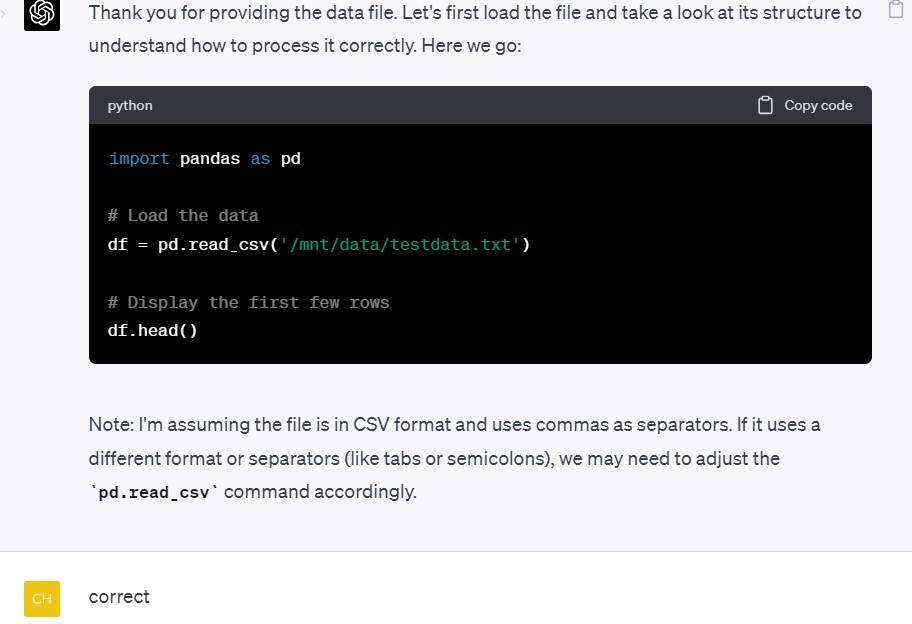 Thank you for providing the data file. Let's first load the file and take a look at its structure to
understand how to process it correctly. Here we go:
python
Copy code
import pandas as pd
# Load the data
df = pd.read_csv('/mnt/data/testdata.txt')
# Display the first few rows
df.head()
Note: I'm assuming the file is in CSV format and uses commas as separators. If it uses a
different format or separators (like tabs or semicolons), we may need to adjust the
`pd.read_csv` command accordingly.
CH
correct